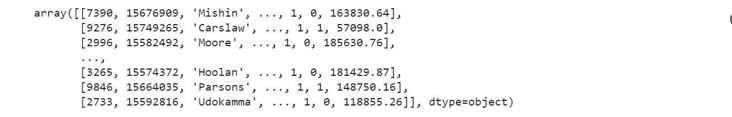 array([[7390, 15676909, 'Mishin', ..., 1, 0, 163830.64],
[9276, 15749265, 'Carslaw', ..., 1, 1, 57098.0],
[2996, 15582492, 'Moore', ..., 1, 0, 185630.76],
...,
[3265, 15574372, 'Hoolan', ..., 1, 0, 181429.87],
[9846, 15664035, 'Parsons', ..., 1, 1, 148750.16],
[2733, 15592816, 'Udokamma', ..., 1, 0, 118855.26]], dtype=object)